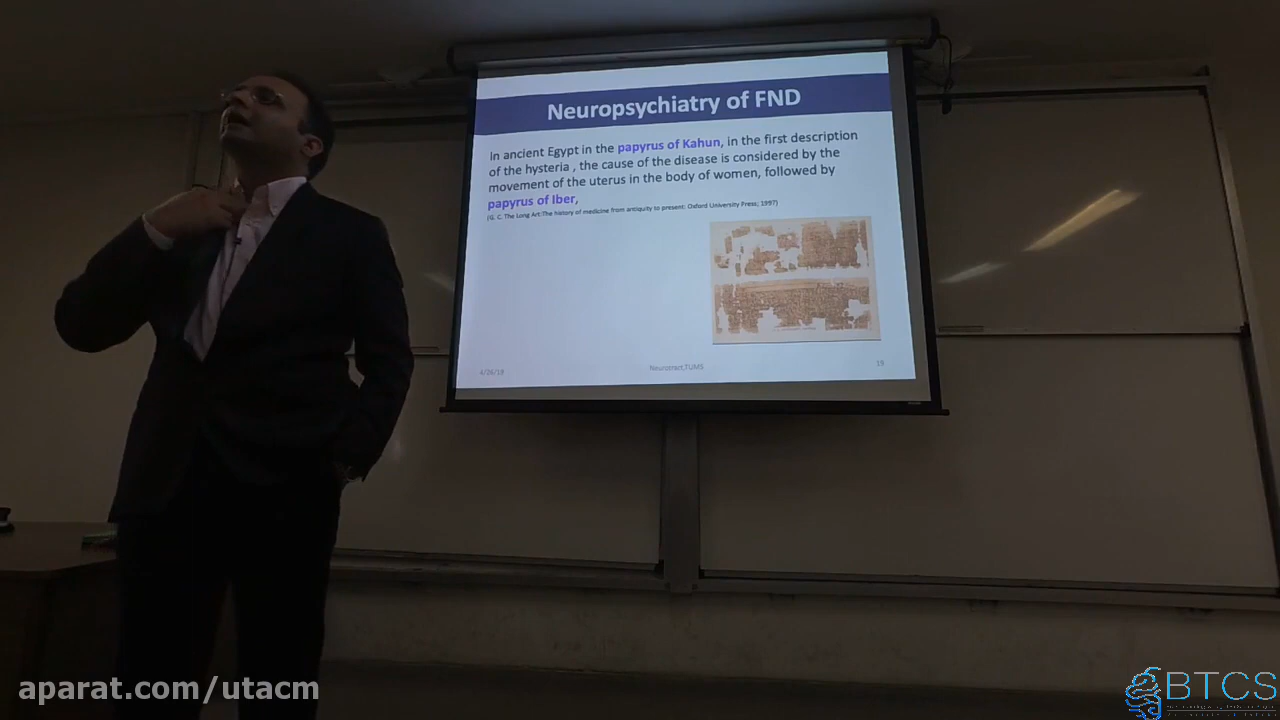 Neuropsychiatry of FND
In ancient Egypt in the papyrus of Kahun, in the first description
of the hysteria , the cause of the disease is considered by the
movement of the uterus in the body of women, followed by
papyrus of Iber,
(G. C. The Long Art:The history of medicine from antiquity to present: Oxford University Press; 1997)
4/26/18
Neurotract,TUMS
19
aparat.com/utacm
BTCS